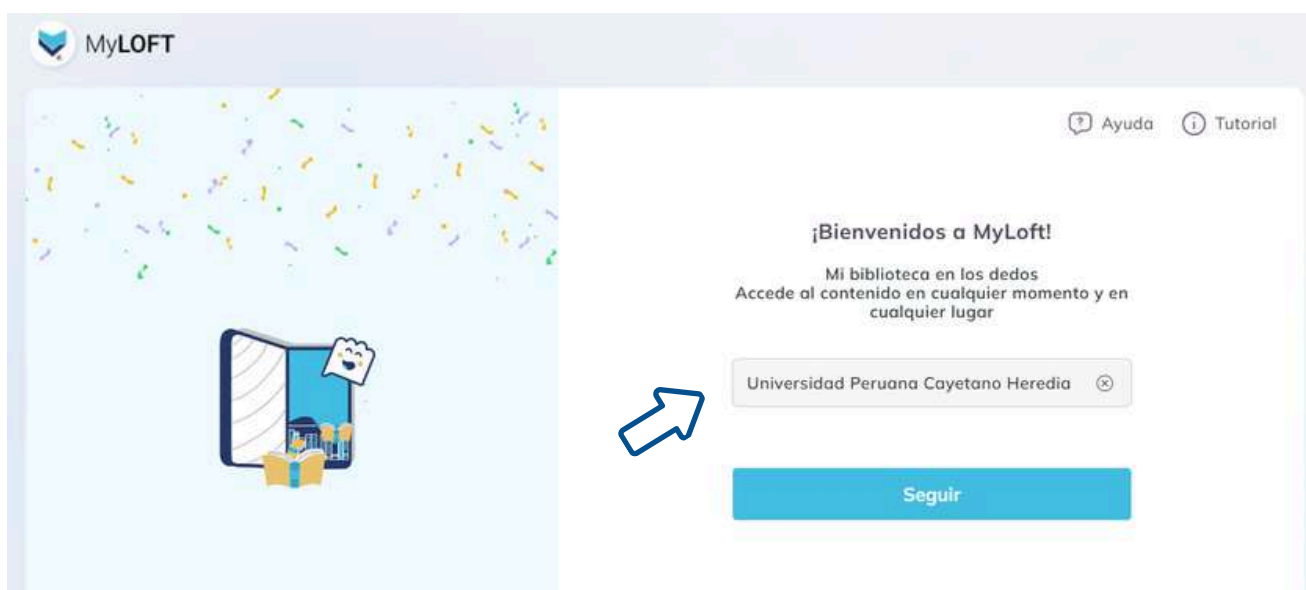 MyLOFT
Ayuda
Tutorial
¡Bienvenidos a MyLoft!
Mi biblioteca en los dedos
Accede al contenido en cualquier momento y en
cualquier lugar
Universidad Peruana Cayetano Heredia
Seguir